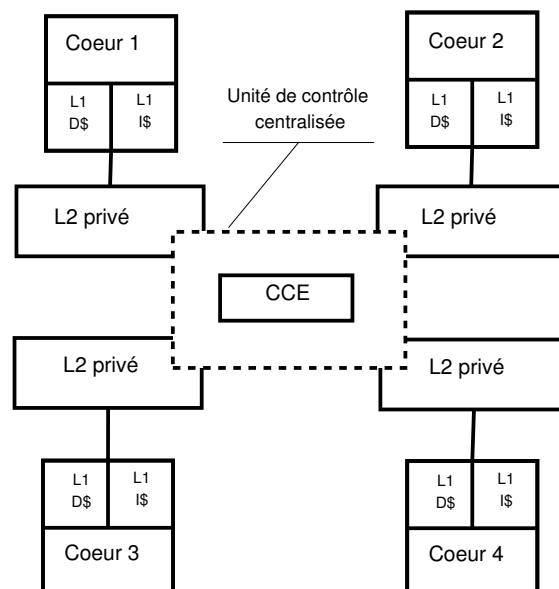 Coeur 1
L1 L1
D$ I$
Coeur 2
L1 L1
D$ I$
Unité de contrôle
centralisée
L2 privé
L2 privé
CCE
L2 privé
L2 privé
L1 L1
D$ I$
Coeur 3
L1 L1
D$ I$
Coeur 4